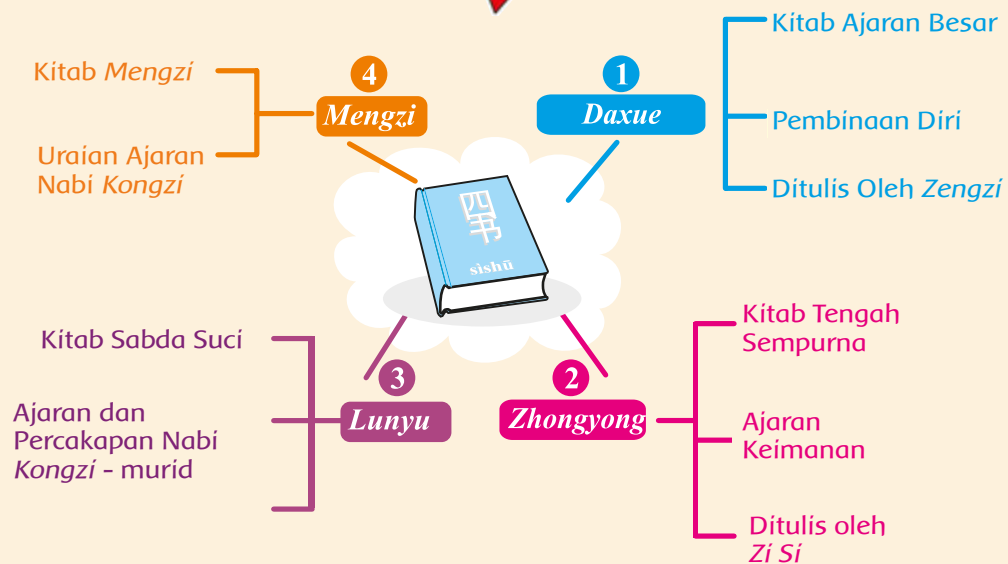 1
Daxue
Kitab Ajaran Besar
Pembinaan Diri
Ditulis Oleh Zengzi
2
Zhongyong
Kitab Tengah
Sempurna
Ajaran
Keimanan
Ditulis oleh
Zi Si
3
Lunyu
Kitab Sabda Suci
Ajaran dan
Percakapan Nabi
Kongzi - murid
4
Mengzi
Kitab Mengzi
Uraian Ajaran
Nabi Kongzi
四
书
sìshū